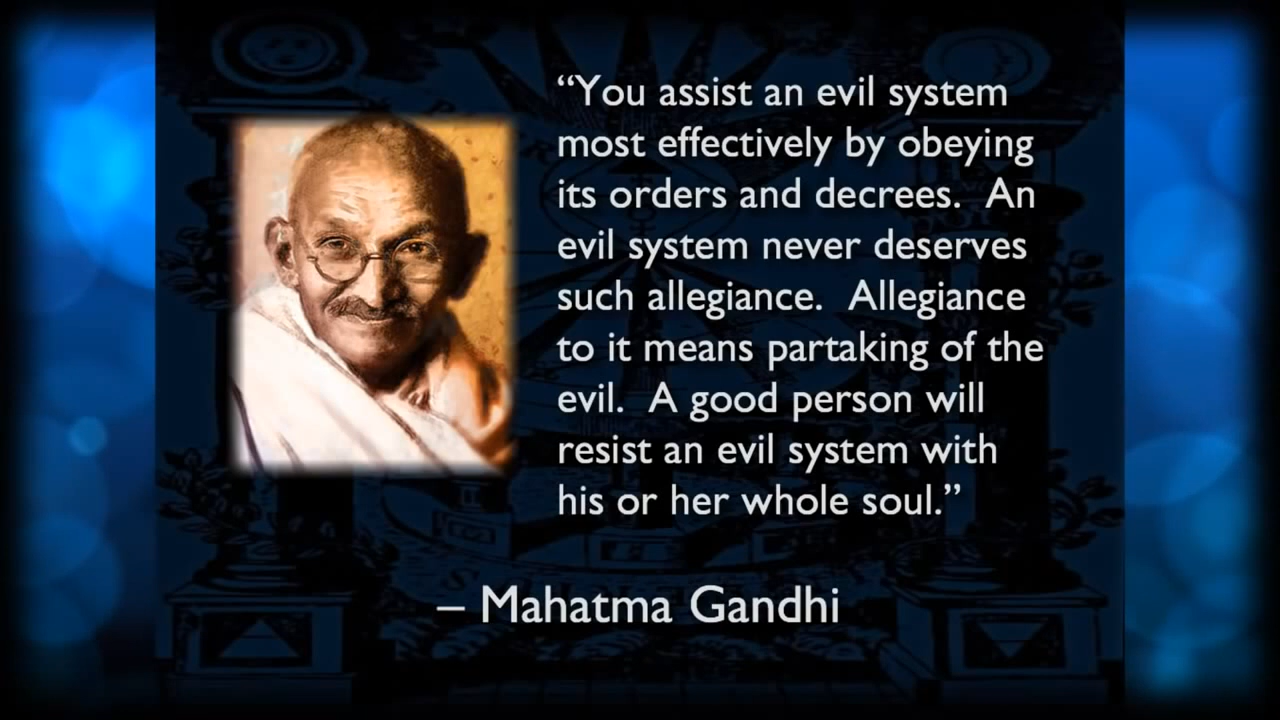 “You assist an evil system
most effectively by obeying
its orders and decrees.  An
evil system never deserves
such allegiance.  Allegiance
to it means partaking of the
evil.  A good person will
resist an evil system with
his or her whole soul.”
– Mahatma Gandhi